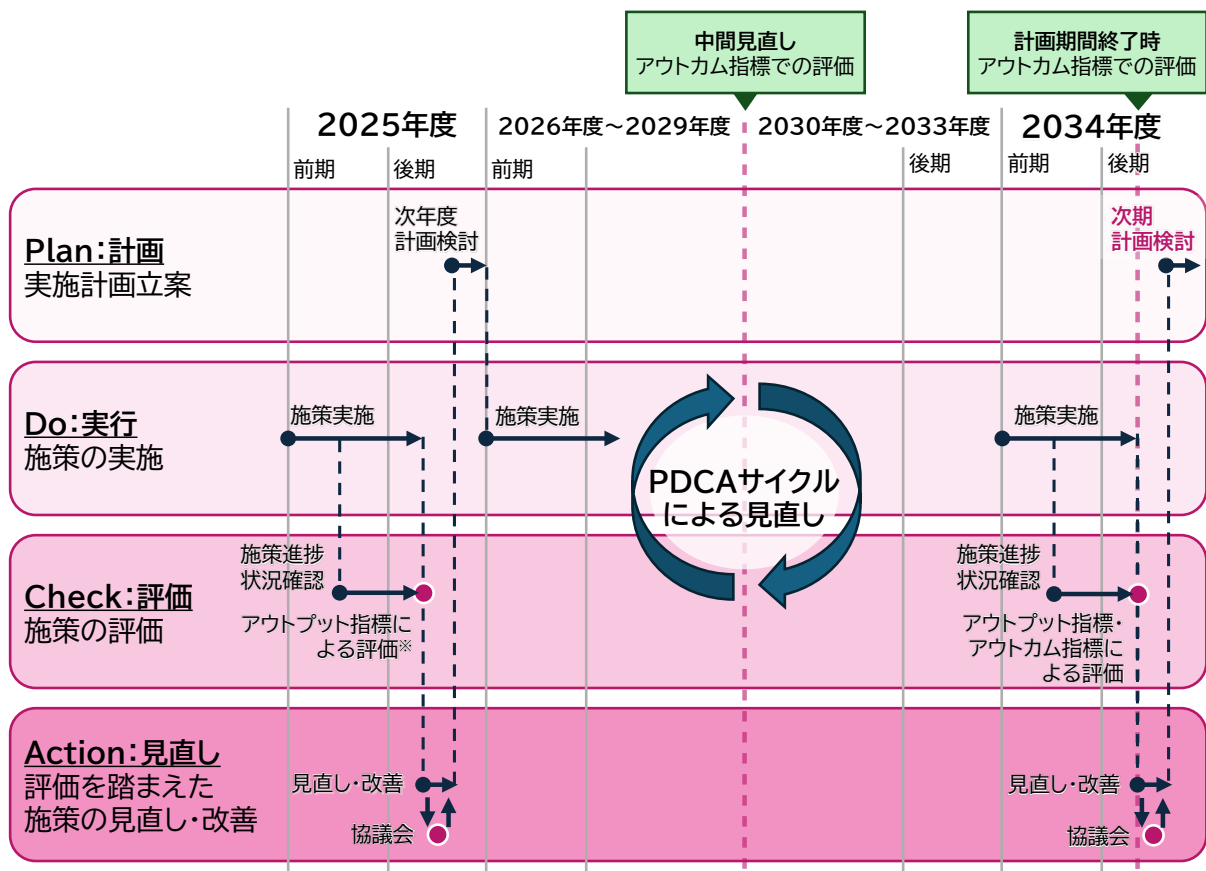 中間見直し
アウトカム指標での評価
計画期間終了時
アウトカム指標での評価
2025年度
2026年度～2029年度
2030年度～2033年度
2034年度
前期
後期
前期
後期
前期
後期
Plan：計画
実施計画立案
次年度
計画検討
次期
計画検討
Do：実行
施策の実施
施策実施
施策実施
施策実施
PDCAサイクル
による見直し
Check：評価
施策の評価
施策進捗
状況確認
アウトプット指標に
よる評価※
施策進捗
状況確認
アウトプット指標・
アウトカム指標に
よる評価
Action：見直し
評価を踏まえた
施策の見直し・改善
見直し・改善
協議会
見直し・改善
協議会